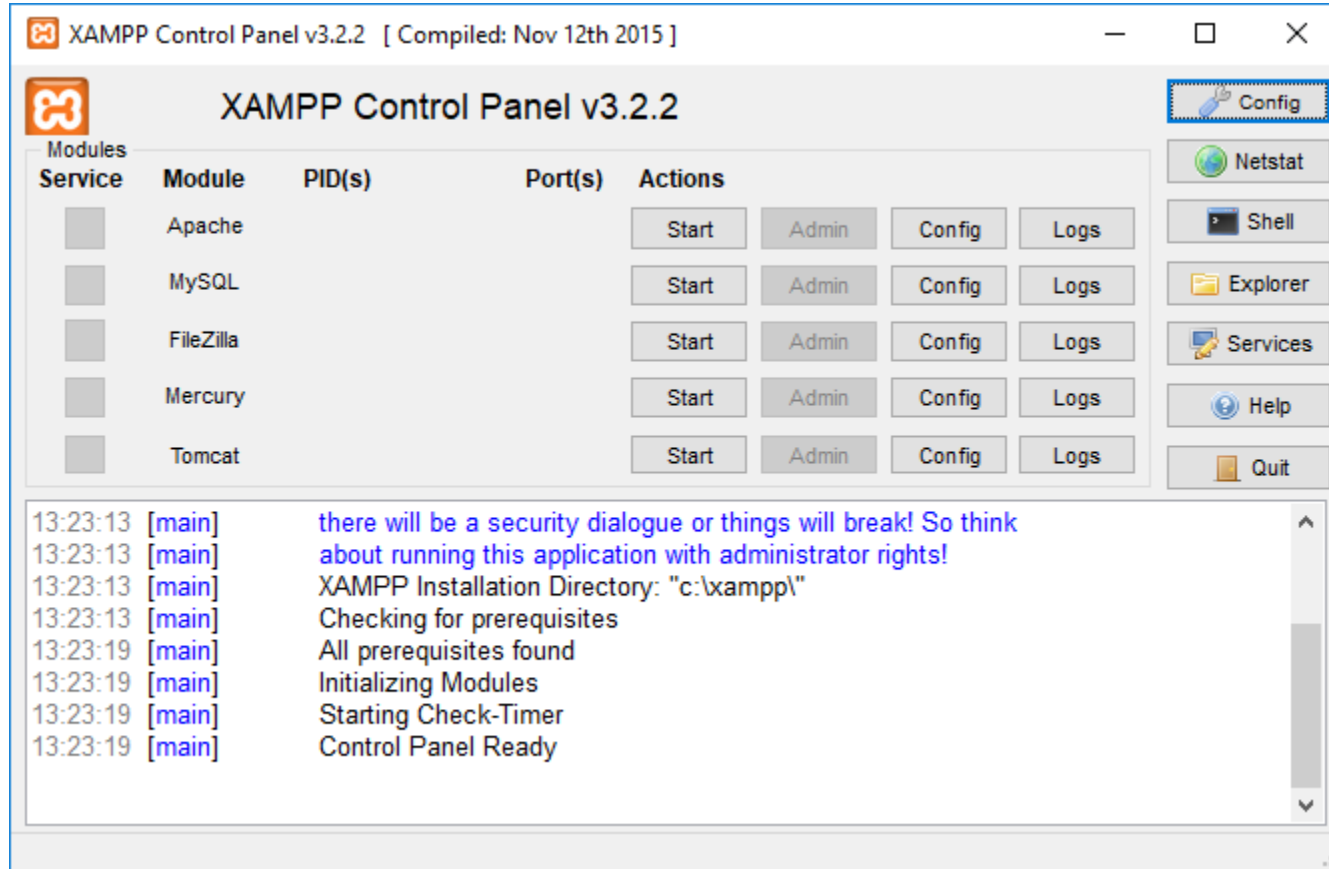 XAMPP Control Panel v3.2.2 [ Compiled: Nov 12th 2015 ]
XAMPP Control Panel v3.2.2
Config
Modules
Service Module PID(s) Port(s) Actions
Netstat
Apache Start Admin Config Logs
Shell
MySQL Start Admin Config Logs
Explorer
FileZilla Start Admin Config Logs
Services
Mercury Start Admin Config Logs
Help
Tomcat Start Admin Config Logs
Quit
13:23:13 [main] there will be a security dialogue or things will break! So think
13:23:13 [main] about running this application with administrator rights!
13:23:13 [main] XAMPP Installation Directory: "c:\xampp\"
13:23:13 [main] Checking for prerequisites
13:23:19 [main] All prerequisites found
13:23:19 [main] Initializing Modules
13:23:19 [main] Starting Check-Timer
13:23:19 [main] Control Panel Ready